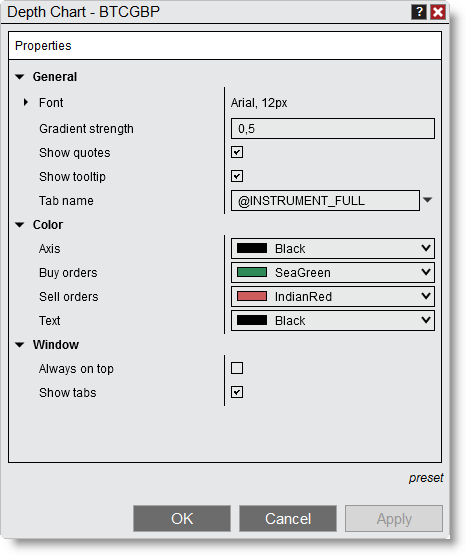 Depth Chart - BTCGBP ?
Properties
General
Font Arial, 12px
Gradient strength 0,5
Show quotes
Show tooltip
Tab name @INSTRUMENT_FULL
Color
Axis Black
Buy orders SeaGreen
Sell orders IndianRed
Text Black
Window
Always on top
Show tabs
preset
OK Cancel Apply